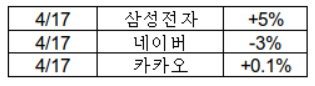 4/17 삼성전자 +5%
4/17 네이버 -3%
4/17 카카오 +0.1%